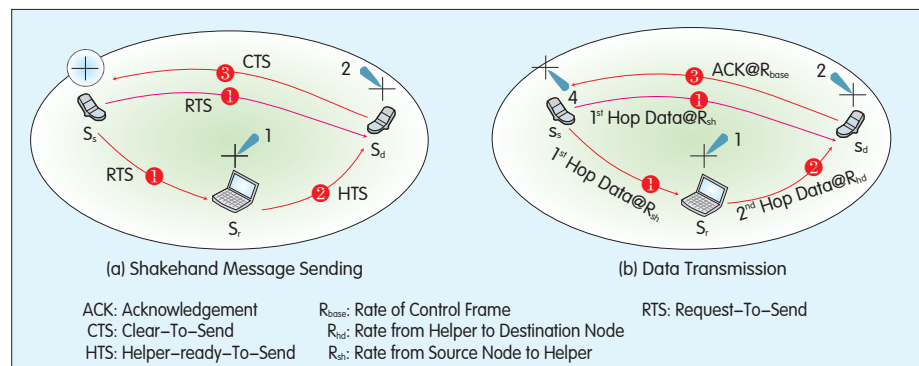 CTS
3
2
RTS
1
Ss
Sd
1
RTS
1
2
HTS
Sr
(a) Shakehand Message Sending
ACK@Rbase
3
2
4
1
Ss
1st Hop Data@Rsh
Sd
1
1st Hop Data@Rsh
1
2
2nd Hop Data@Rhd
Sr
(b) Data Transmission
ACK: Acknowledgement
CTS: Clear-To-Send
HTS: Helper-ready-To-Send
Rbase: Rate of Control Frame
Rhd: Rate from Helper to Destination Node
Rsh: Rate from Source Node to Helper
RTS: Request-To-Send